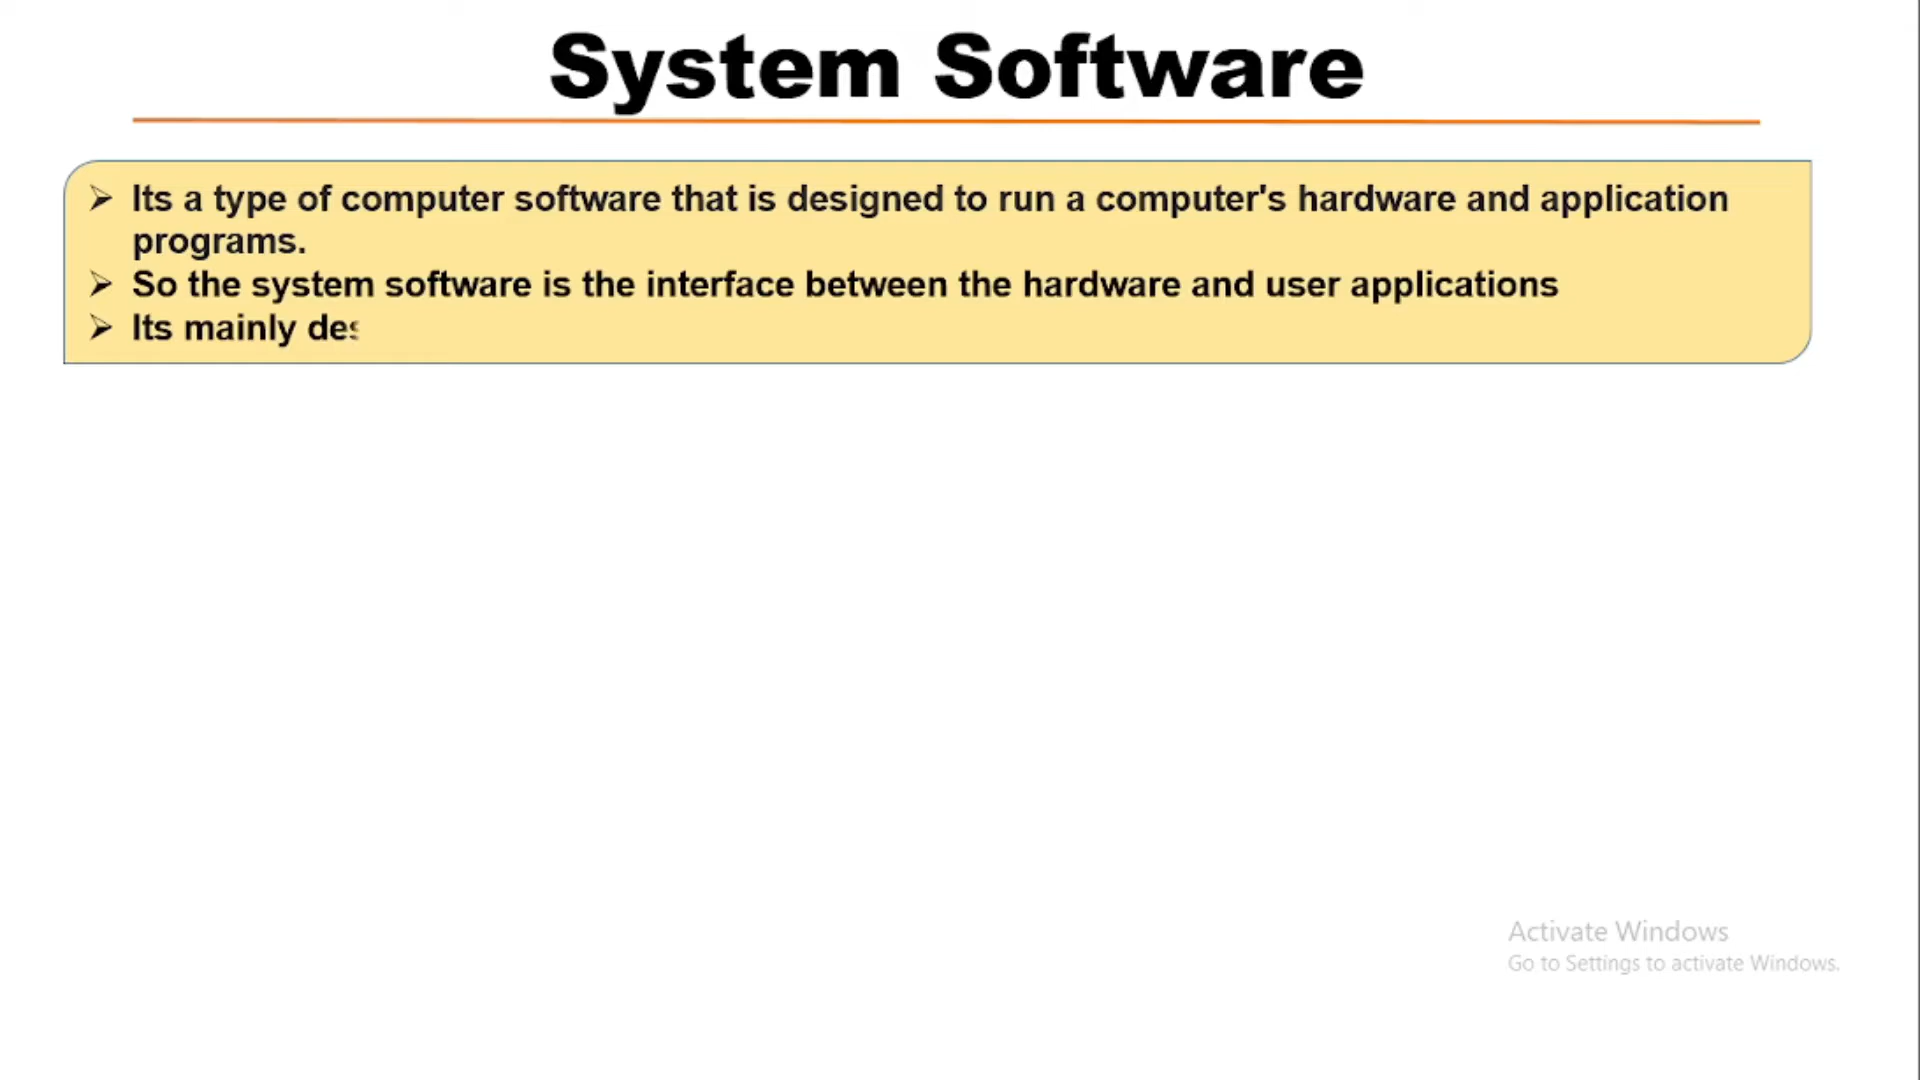 System Software
➢ Its a type of computer software that is designed to run a computer's hardware and application
programs.
➢ So the system software is the interface between the hardware and user applications
➢ Its mainly
Activate Windows
Go to Settings to activate Windows.